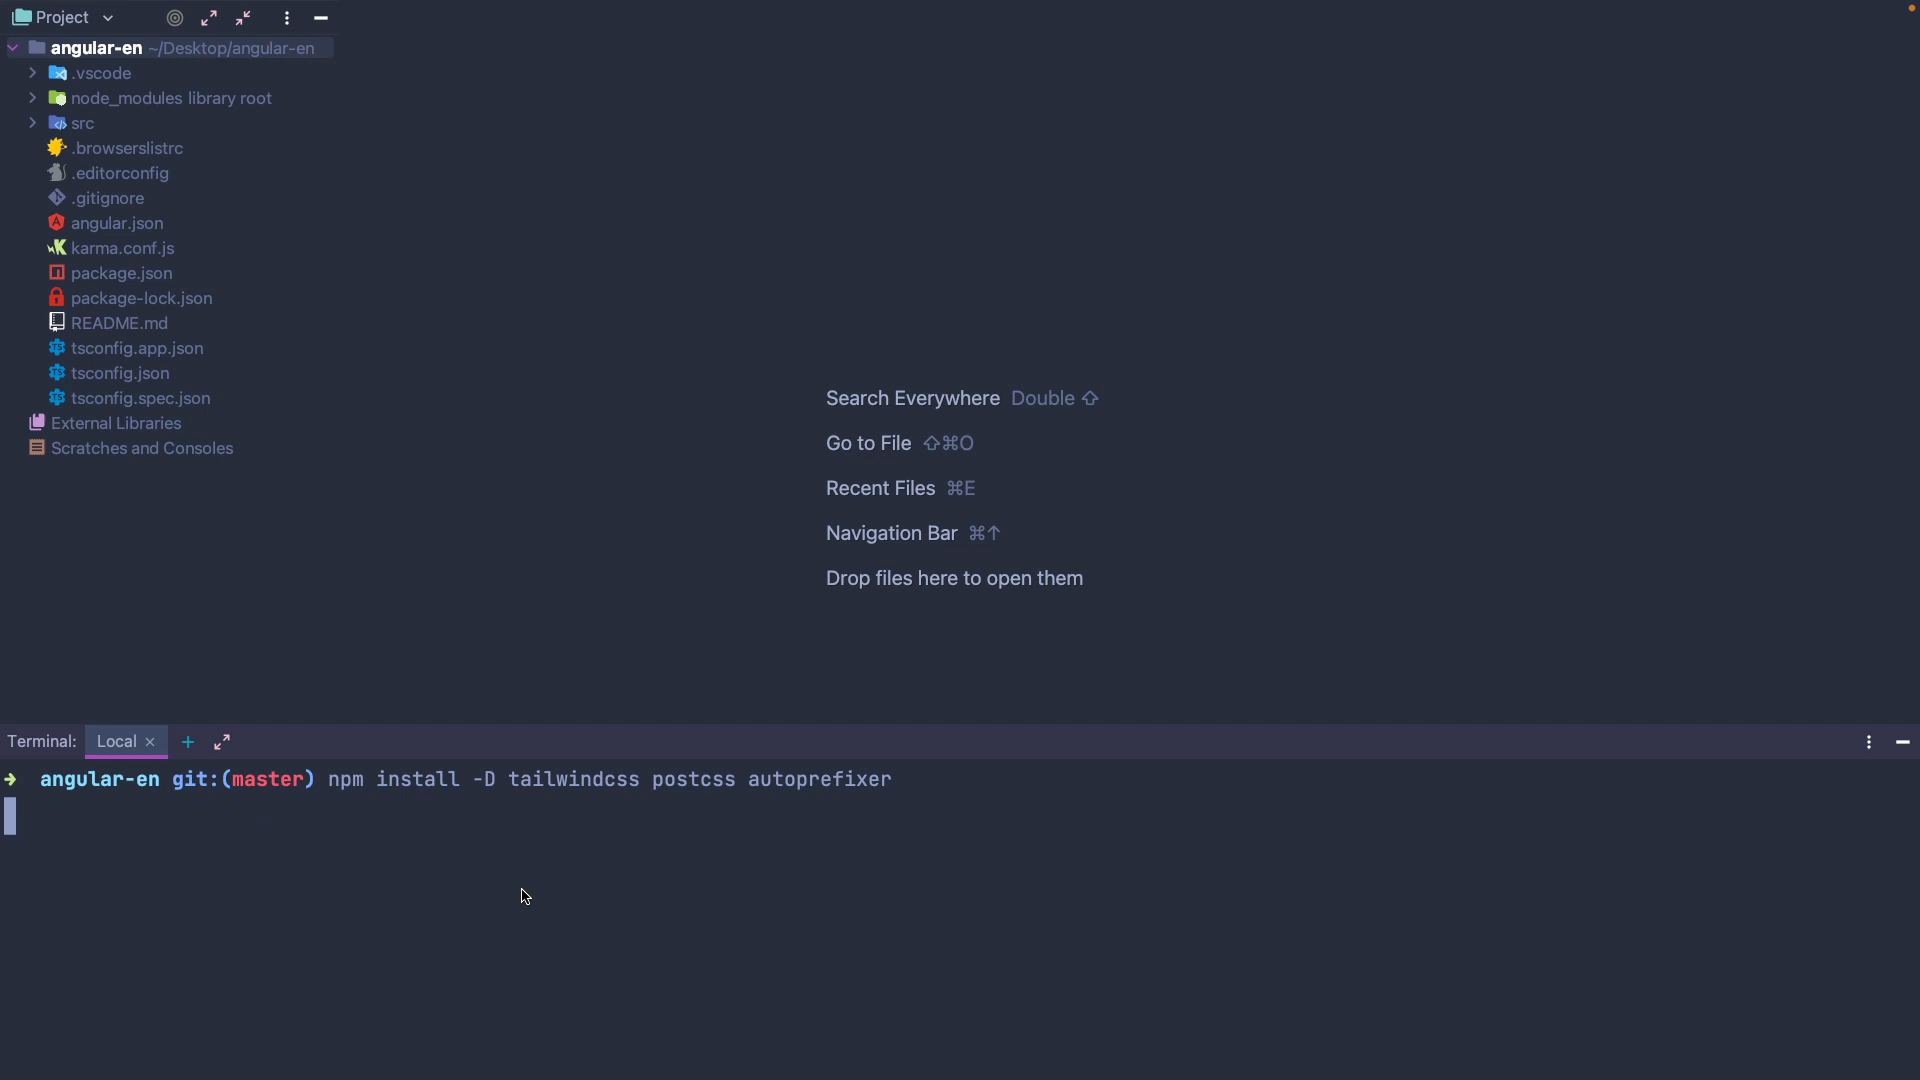 Project
angular-en ~/Desktop/angular-en
.vscode
node_modules library root
src
.browserslistrc
.editorconfig
.gitignore
angular.json
karma.conf.js
package.json
package-lock.json
README.md
tsconfig.app.json
tsconfig.json
tsconfig.spec.json
External Libraries
Scratches and Consoles
Search Everywhere Double ⇧
Go to File ⇧⌘O
Recent Files ⌘E
Navigation Bar ⌘↑
Drop files here to open them
Terminal: Local × +
➜ angular-en git:(master) npm install -D tailwindcss postcss autoprefixer